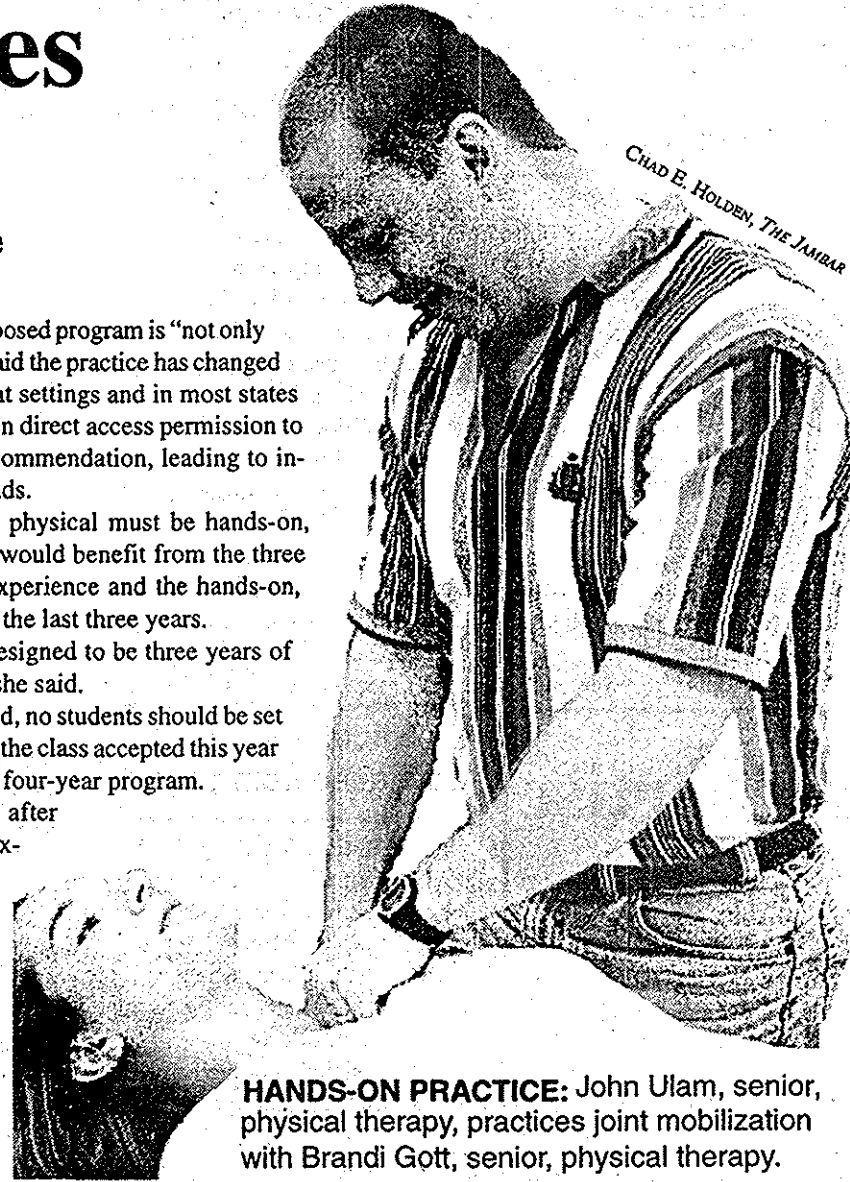 es
e
posed program is “not only
aid the practice has changed
nt settings and in most states
n direct access permission to
ommendation, leading to in-
ds.
physical must be hands-on,
would benefit from the three
xperience and the hands-on,
the last three years.
esigned to be three years of
she said.
d, no students should be set
the class accepted this year
four-year program.
after
x-
CHAD E. HOLDEN, THE JAMBAR
HANDS-ON PRACTICE: John Ulam, senior,
physical therapy, practices joint mobilization
with Brandi Gott, senior, physical therapy.